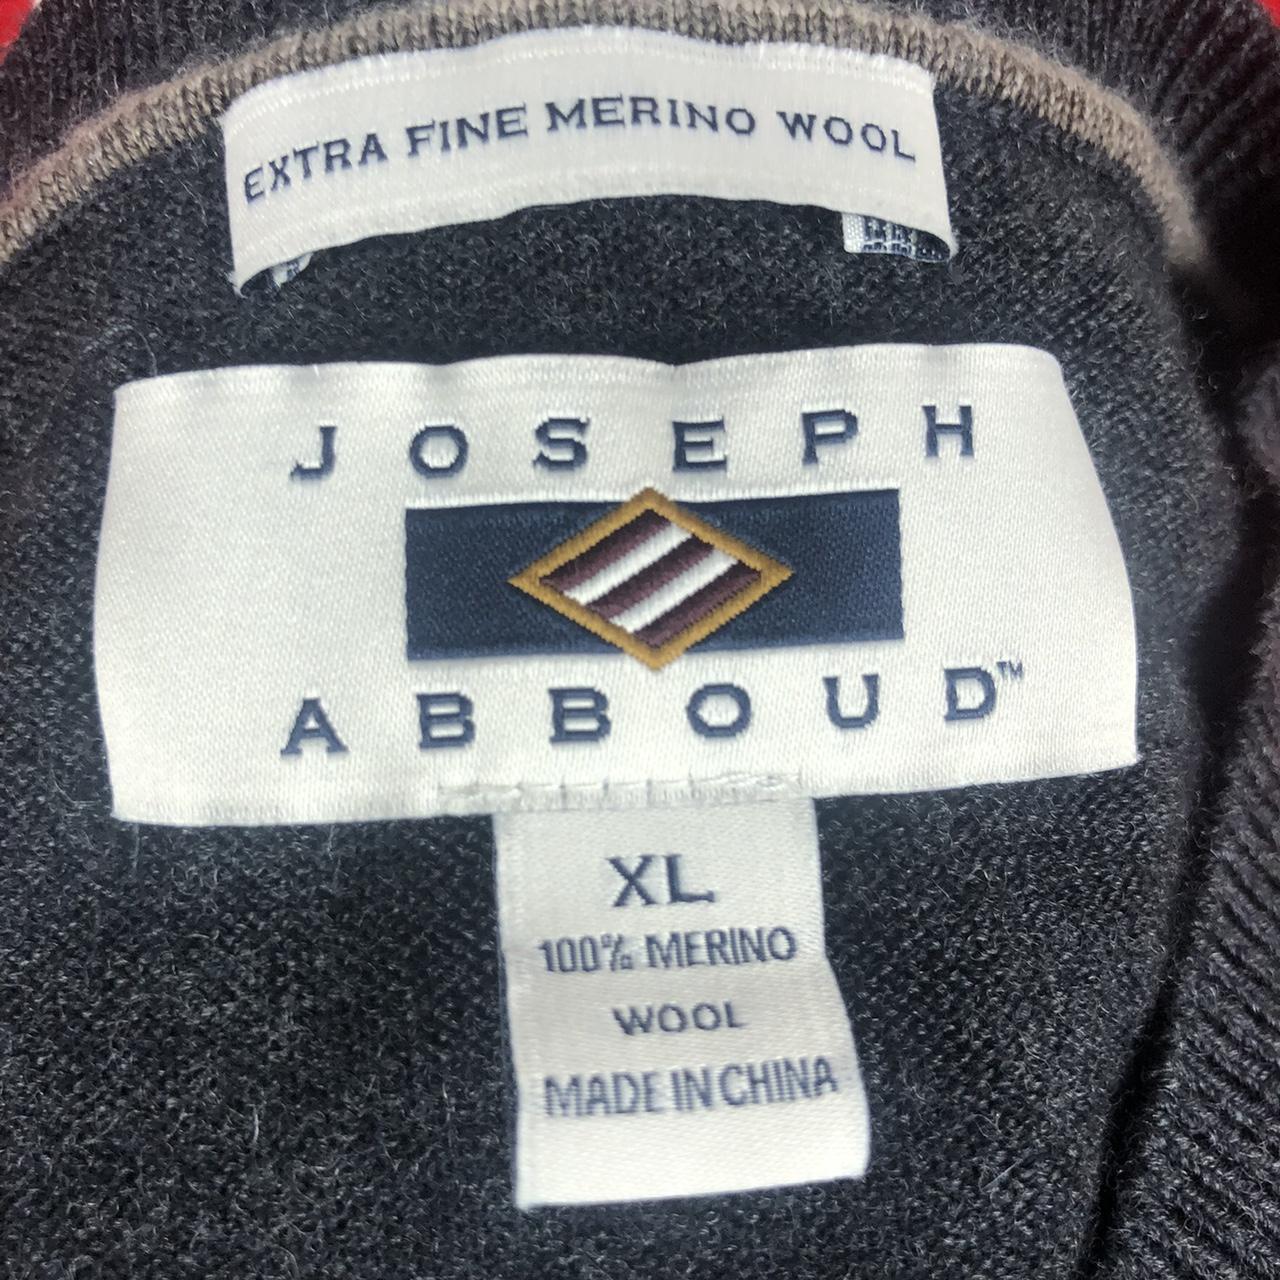 EXTRA FINE MERINO WOOL
JOSEPH
ABBOUD™
XL
100% MERINO
WOOL
MADE IN CHINA